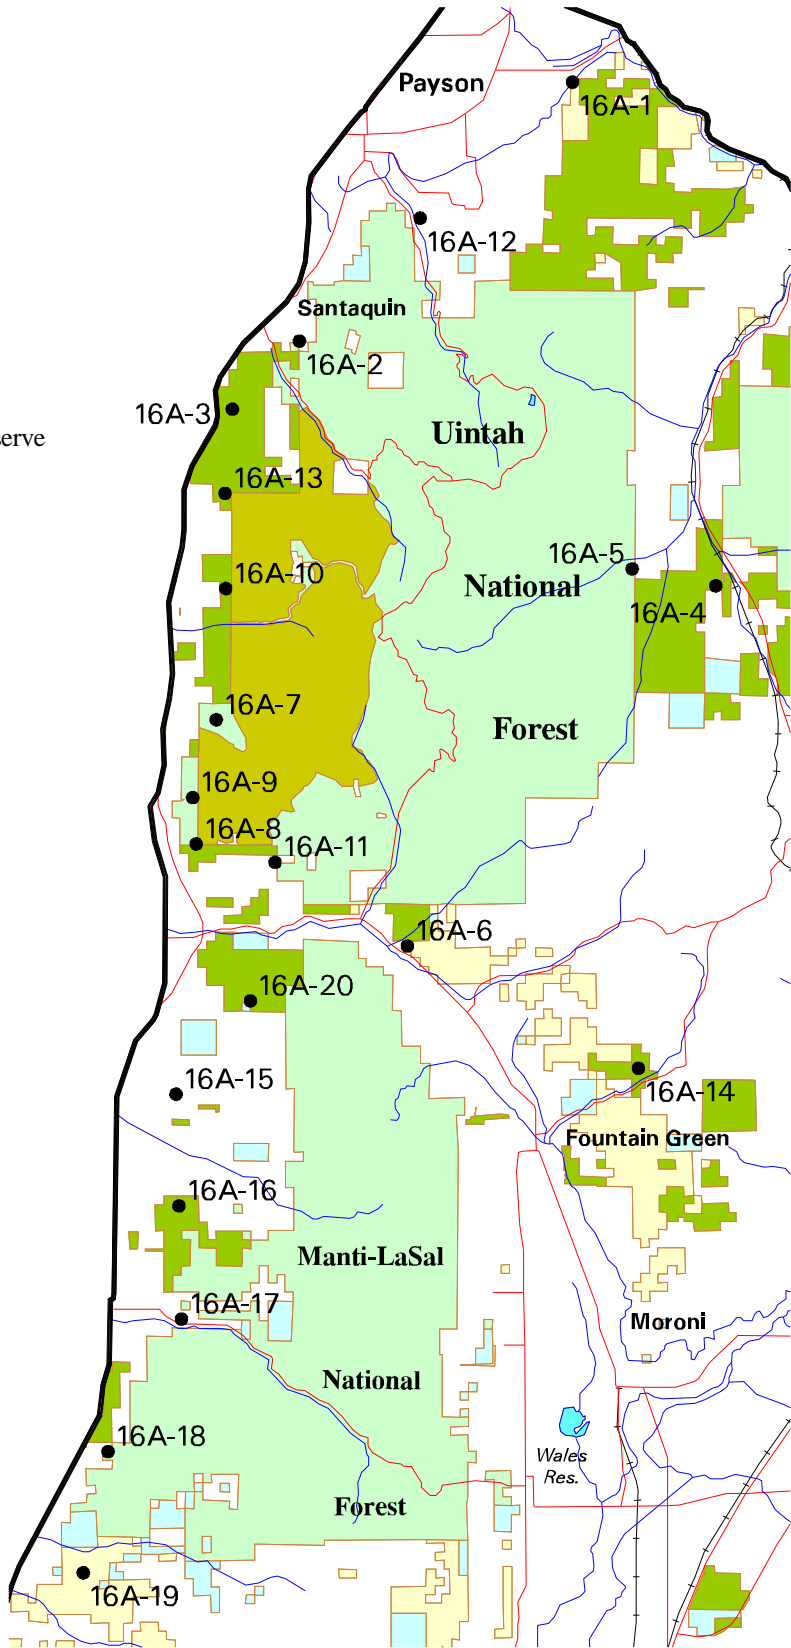 Payson
16A-1
16A-12
Santaquin
16A-2
16A-3
Uintah
erve
16A-13
16A-5
16A-10
National
16A-4
16A-7
Forest
16A-9
16A-8
16A-11
16A-6
16A-20
16A-15
16A-14
Fountain Green
16A-16
Manti-LaSal
16A-17
Moroni
National
16A-18
Wales
Res.
Forest
16A-19